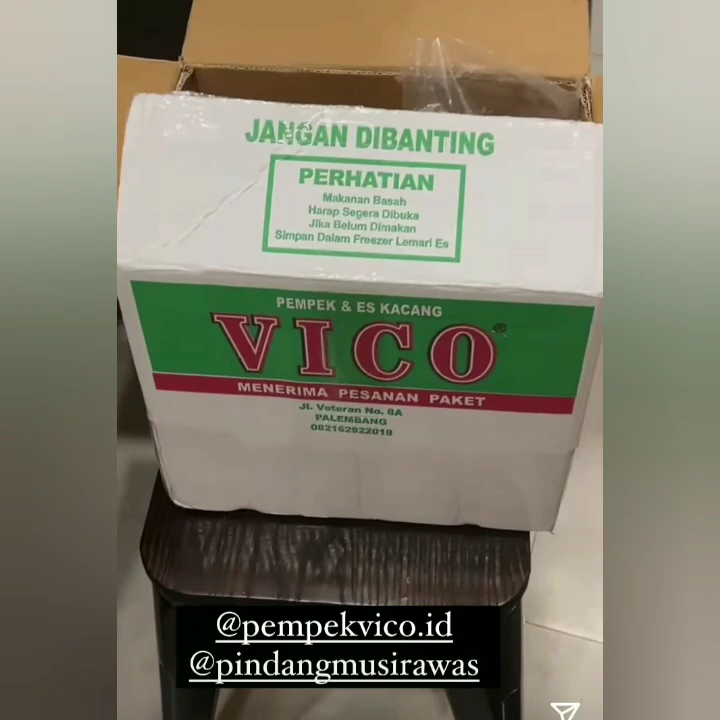 JANGAN DIBANTING
PERHATIAN
Makanan Basah
Harap Segera Dibuka
Jika Belum Dimakan
Simpan Dalam Freezer Lemari Es
PEMPEK & ES KACANG
VICO®
MENERIMA PESANAN PAKET
Jl. Veteran No. 8A
PALEMBANG
082162922018
@pempekvico.id
@pindangmusirawas